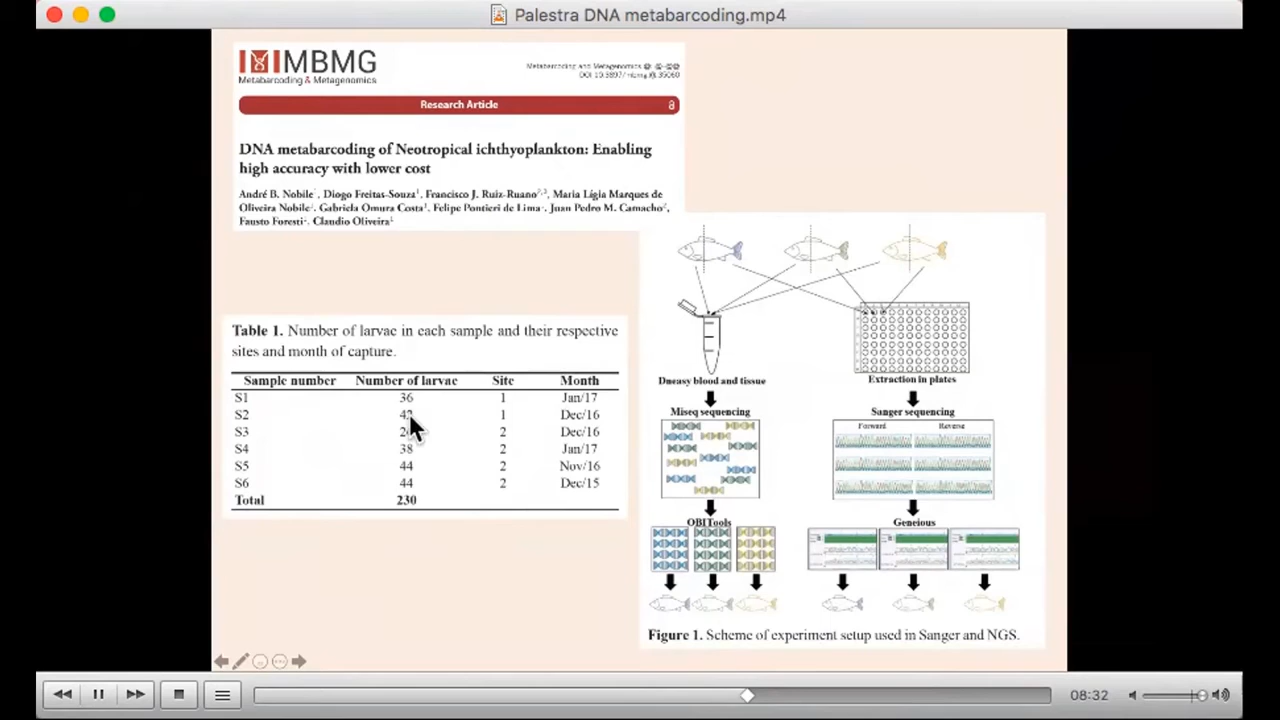 Palestra DNA metabarcoding.mp4
MBMG
Metabarcoding & Metagenomics
Metabarcoding and Metagenomics
Research Article
DNA metabarcoding of Neotropical ichthyoplankton: Enabling
high accuracy with lower cost
André B. Nobile, Diogo Freitas-Souza, Francisco J. Ruiz-Ruano, Maria Lígia Marques de
Oliveira Nobile, Gabriela Omura Costa, Felipe Pontieri de Lima, Juan Pedro M. Camacho,
Fausto Foresti, Claudio Oliveira
Table 1. Number of larvae in each sample and their respective
sites and month of capture.
Sample number Number of larvae Site Month
S1 36 1 Jan/17
S2 1 Dec/16
S3 2 Dec/16
S4 38 2 Jan/17
S5 44 2 Nov/16
S6 44 2 Dec/15
Total 230
Dneasy blood and tissue
Extraction in plates
Miseq sequencing
Sanger sequencing
Forward Reverse
OBITools
Geneious
Figure 1. Scheme of experiment setup used in Sanger and NGS.
08:32